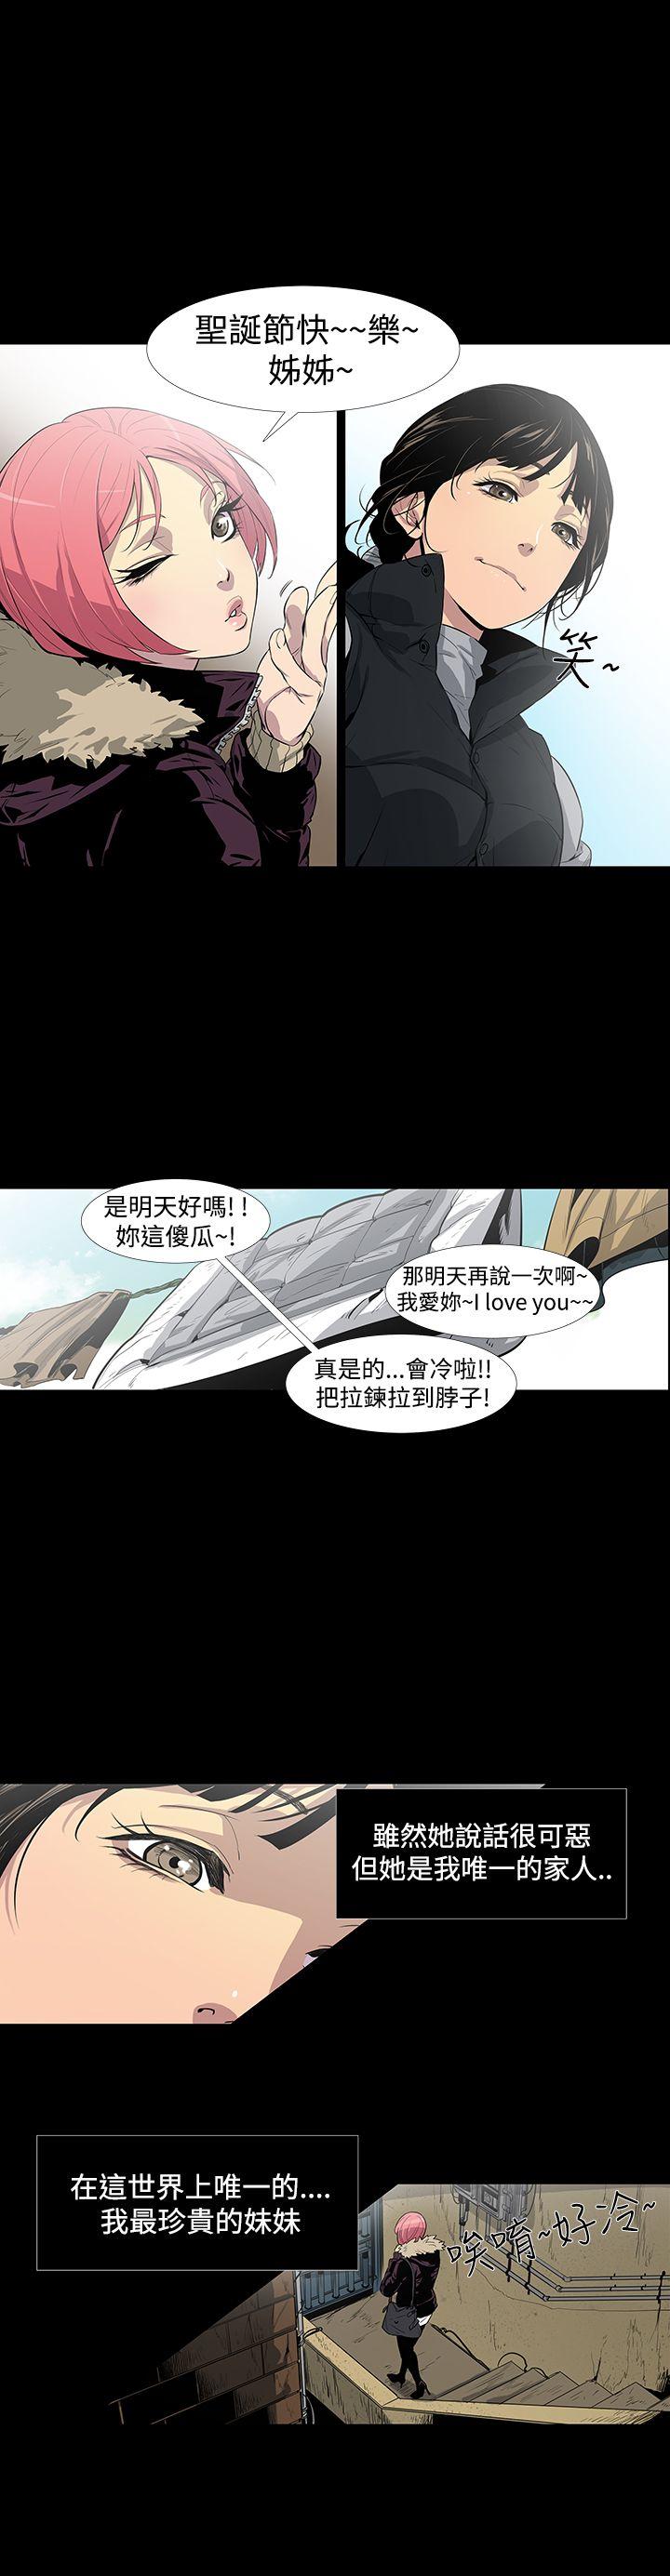 聖誕節快~~樂~
姊姊~
笑~
是明天好嗎!!
妳這傻瓜~!
那明天再說一次啊~
我愛妳~I love you~~
真是的...會冷啦!!
把拉鍊拉到脖子!
雖然她說話很可惡
但她是我唯一的家人..
在這世界上唯一的....
我最珍貴的妹妹
唉唷~好冷~